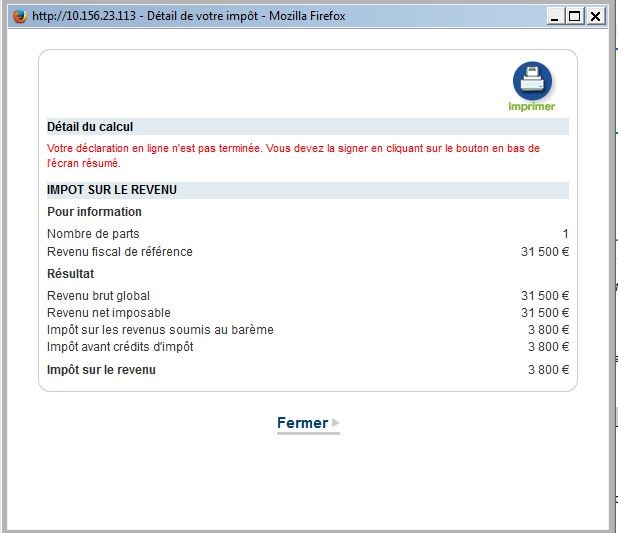 http://10.156.23.113 - Détail de votre impôt - Mozilla Firefox
imprimer
Détail du calcul
Votre déclaration en ligne n'est pas terminée. Vous devez la signer en cliquant sur le bouton en bas de
l'écran résumé.
IMPOT SUR LE REVENU
Pour information
Nombre de parts 1
Revenu fiscal de référence 31 500 €
Résultat
Revenu brut global 31 500 €
Revenu net imposable 31 500 €
Impôt sur les revenus soumis au barème 3 800 €
Impôt avant crédits d'impôt 3 800 €
Impôt sur le revenu 3 800 €
Fermer